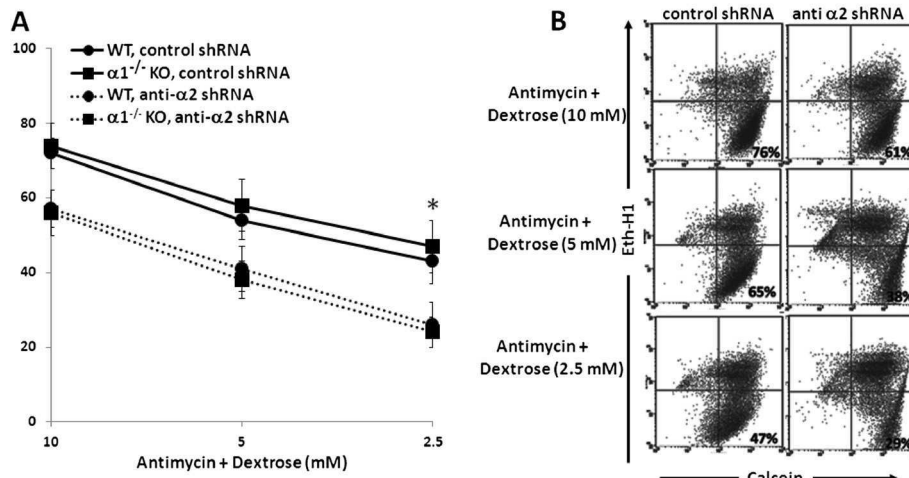 A
100
80
60
40
20
0
WT, control shRNA
α1-/- KO, control shRNA
WT, anti-α2 shRNA
α1-/- KO, anti-α2 shRNA
*
10
5
2.5
Antimycin + Dextrose (mM)
B
control shRNA
anti α2 shRNA
Antimycin +
Dextrose (10 mM)
76%
61%
Antimycin +
Dextrose (5 mM)
65%
38%
Antimycin +
Dextrose (2.5 mM)
47%
29%
Eth-H1
Calcein